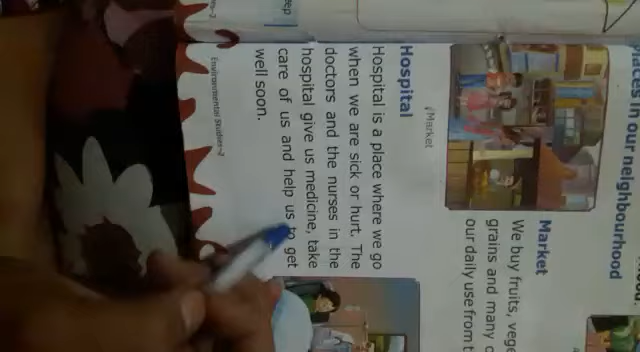 laces in our neighbourhood
Market
We buy fruits, vege
grains and many o
our daily use from t
Market
Hospital
Hospital is a place where we go
when we are sick or hurt. The
doctors and the nurses in the
hospital give us medicine, take
care of us and help us to get
well soon.
Environmental Studies-2
eep